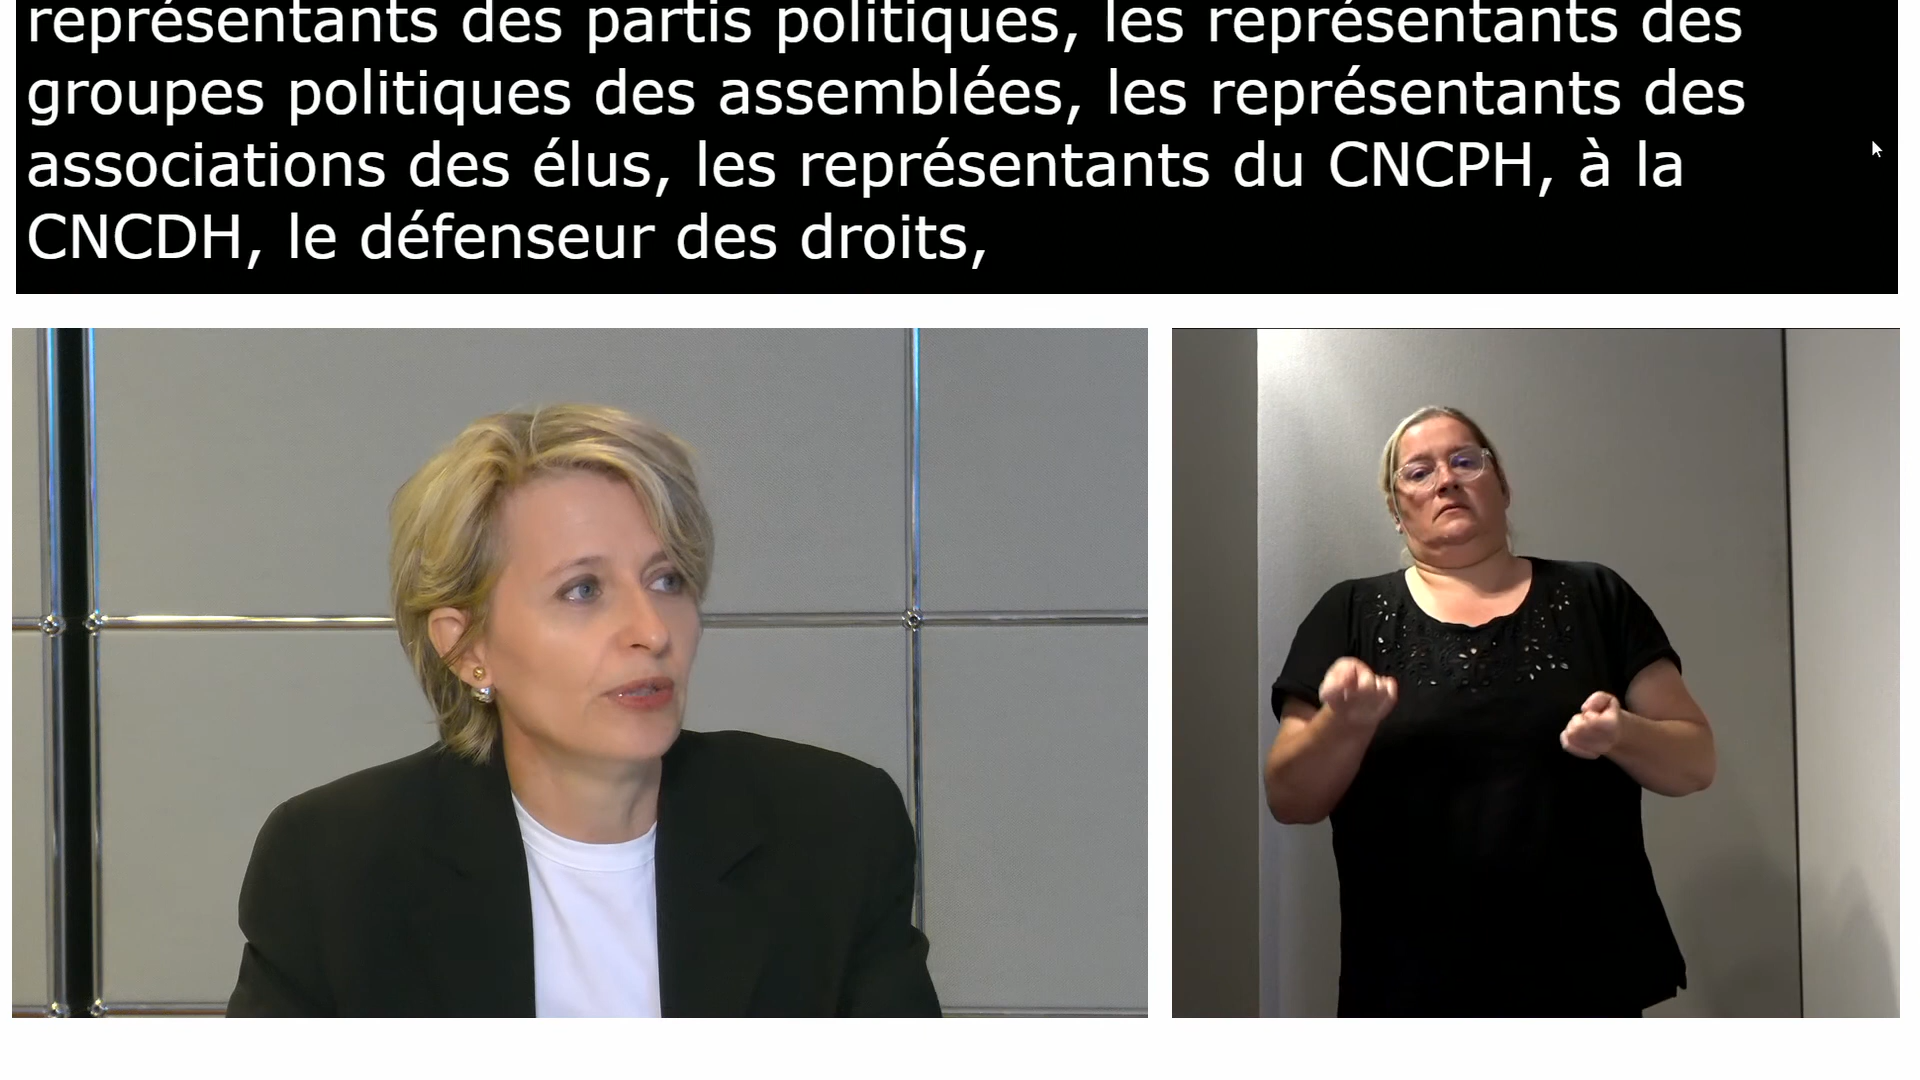 représentants des partis politiques, les représentants des
groupes politiques des assemblées, les représentants des
associations des élus, les représentants du CNCPH, à la
CNCDH, le défenseur des droits,